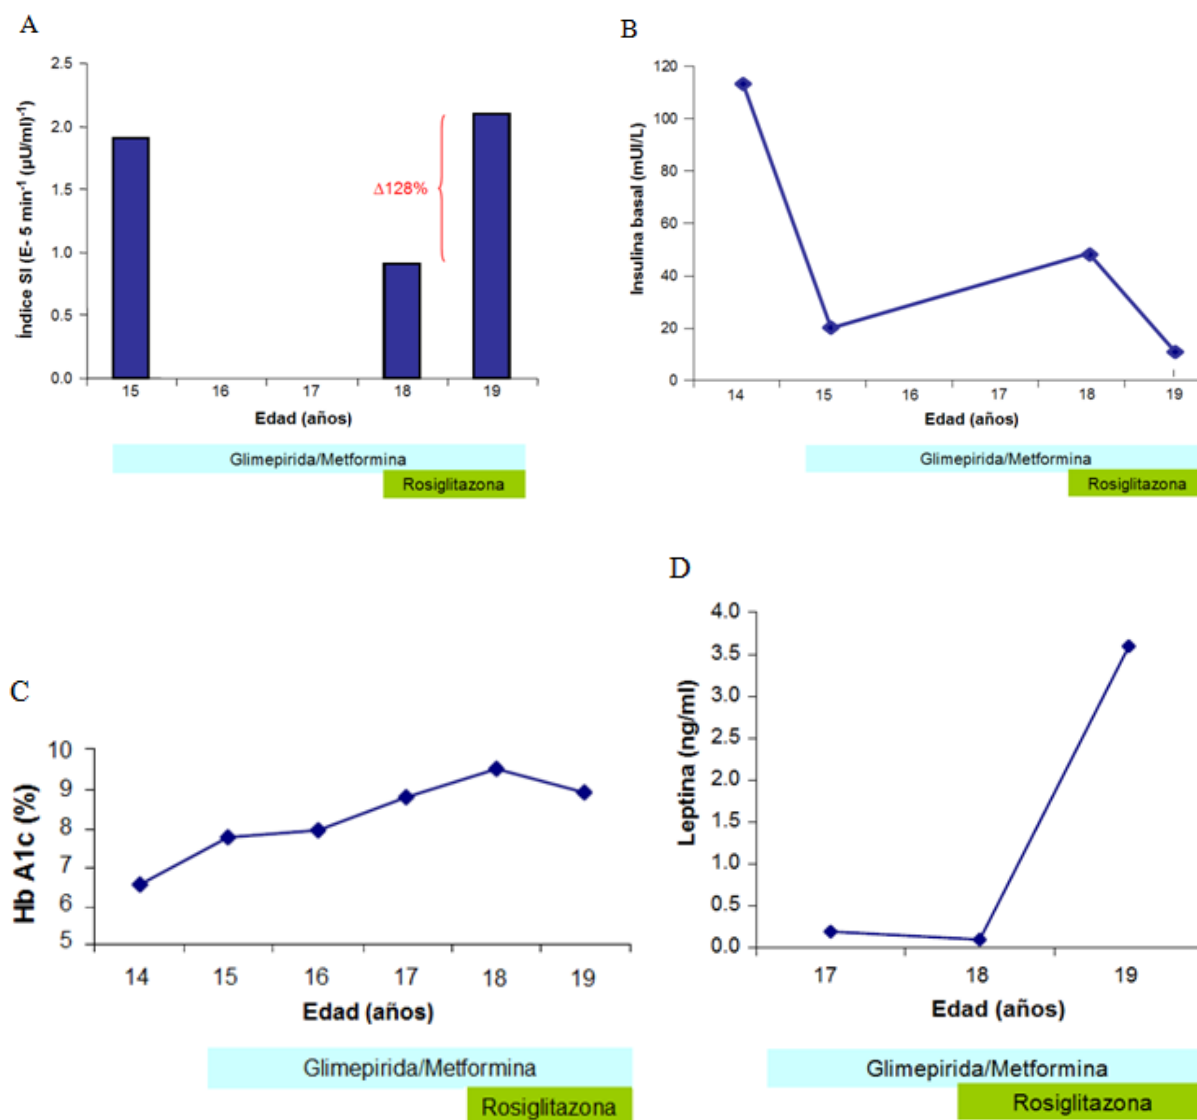 A
Índice SI (E- 5 min⁻¹ (µU/ml)⁻¹)
2.5
2.0
1.5
1.0
0.5
0.0
Δ128%
15 16 17 18 19
Edad (años)
Glimepirida/Metformina
Rosiglitazona
B
Insulina basal (mUI/L)
120
100
80
60
40
20
0
14 15 16 17 18 19
Edad (años)
Glimepirida/Metformina
Rosiglitazona
C
Hb A1c (%)
10
9
8
7
6
5
14 15 16 17 18 19
Edad (años)
Glimepirida/Metformina
Rosiglitazona
D
Leptina (ng/ml)
4.0
3.5
3.0
2.5
2.0
1.5
1.0
0.5
0.0
17 18 19
Edad (años)
Glimepirida/Metformina
Rosiglitazona